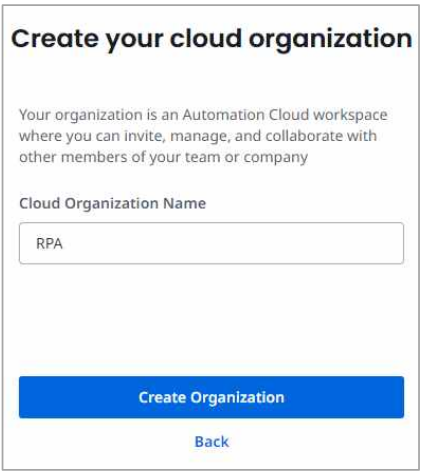 Create your cloud organization
Your organization is an Automation Cloud workspace
where you can invite, manage, and collaborate with
other members of your team or company
Cloud Organization Name
RPA
Create Organization
Back